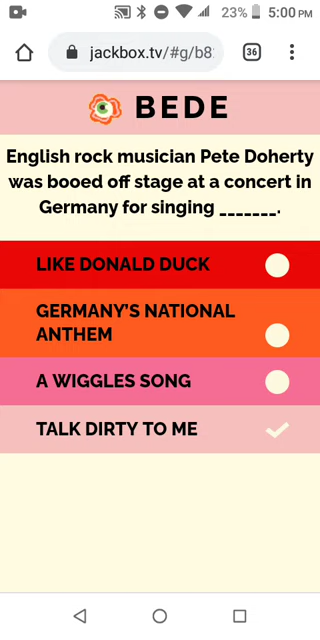 23% 5:00 PM
jackbox.tv/#g/b8
36
BEDE
English rock musician Pete Doherty
was booed off stage at a concert in
Germany for singing _______.
LIKE DONALD DUCK
GERMANY'S NATIONAL
ANTHEM
A WIGGLES SONG
TALK DIRTY TO ME